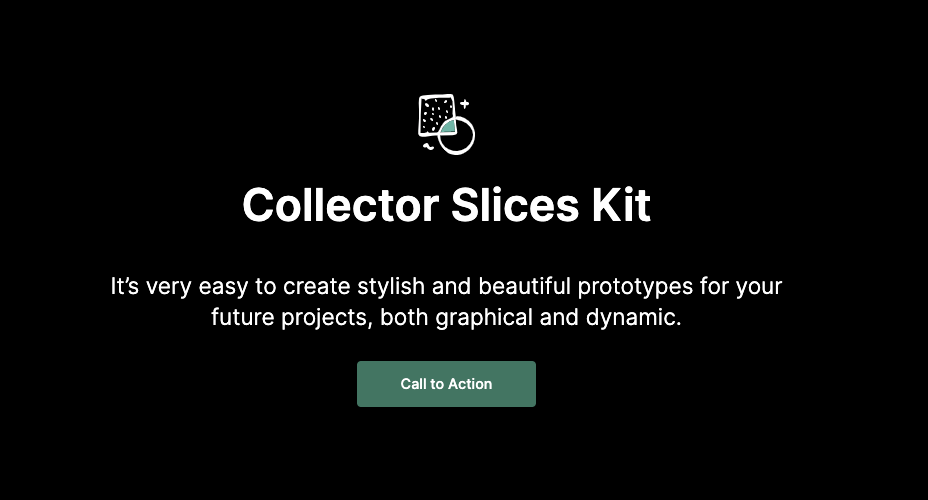 Collector Slices Kit
It’s very easy to create stylish and beautiful prototypes for your
future projects, both graphical and dynamic.
Call to Action